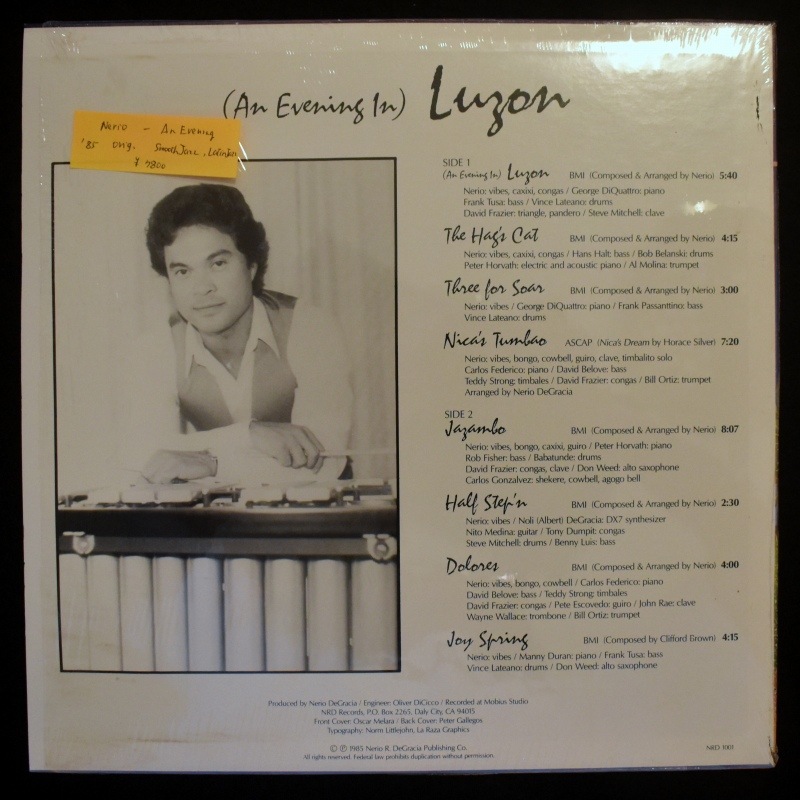 (An Evening In) Luzon
Nerio - An Evening
'85 orig. Smooth Jazz, Latin Jazz
¥ 7800
SIDE 1
(An Evening In) Luzon BMI (Composed & Arranged by Nerio) 5:40
Nerio: vibes, caxixi, congas / George DiQuattro: piano
Frank Tusa: bass / Vince Lateano: drums
David Frazier: triangle, pandero / Steve Mitchell: clave
The Hag's Cat BMI (Composed & Arranged by Nerio) 4:15
Nerio: vibes, caxixi, congas / Hans Halt: bass / Bob Belanski: drums
Peter Horvath: electric and acoustic piano / Al Molina: trumpet
Three for Soar BMI (Composed & Arranged by Nerio) 3:00
Nerio: vibes / George DiQuattro: piano / Frank Passanttino: bass
Vince Lateano: drums
Nica's Tumbao ASCAP (Nica's Dream by Horace Silver) 7:20
Nerio: vibes, bongo, cowbell, guiro, clave, timbalito solo
Carlos Federico: piano / David Belove: bass
Teddy Strong: timbales / David Frazier: congas / Bill Ortiz: trumpet
Arranged by Nerio DeGracia
SIDE 2
Jazambo BMI (Composed & Arranged by Nerio) 8:07
Nerio: vibes, bongo, caxixi, guiro / Peter Horvath: piano
Rob Fisher: bass / Babatunde: drums
David Frazier: congas, clave / Don Weed: alto saxophone
Carlos Gonzalvez: shekere, cowbell, agogo bell
Half Step'n BMI (Composed & Arranged by Nerio) 2:30
Nerio: vibes / Noli (Albert) DeGracia: DX7 synthesizer
Nito Medina: guitar / Tony Dumpit: congas
Steve Mitchell: drums / Benny Luis: bass
Dolores BMI (Composed & Arranged by Nerio) 4:00
Nerio: vibes, bongo, cowbell / Carlos Federico: piano
David Belove: bass / Teddy Strong: timbales
David Frazier: congas / Pete Escovedo: guiro / John Rae: clave
Wayne Wallace: trombone / Bill Ortiz: trumpet
Joy Spring BMI (Composed by Clifford Brown) 4:15
Nerio: vibes / Manny Duran: piano / Frank Tusa: bass
Vince Lateano: drums / Don Weed: alto saxophone
Produced by Nerio DeGracia / Engineer: Oliver DiCicco / Recorded at Mobius Studio
NRD Records, P.O. Box 2265, Daly City, CA 94015
Front Cover: Oscar Melara / Back Cover: Peter Gallegos
Typography: Norm Littlejohn, La Raza Graphics
© ℗ 1985 Nerio R. DeGracia Publishing Co.
All rights reserved. Federal law prohibits duplication without permission.
NRD 1001